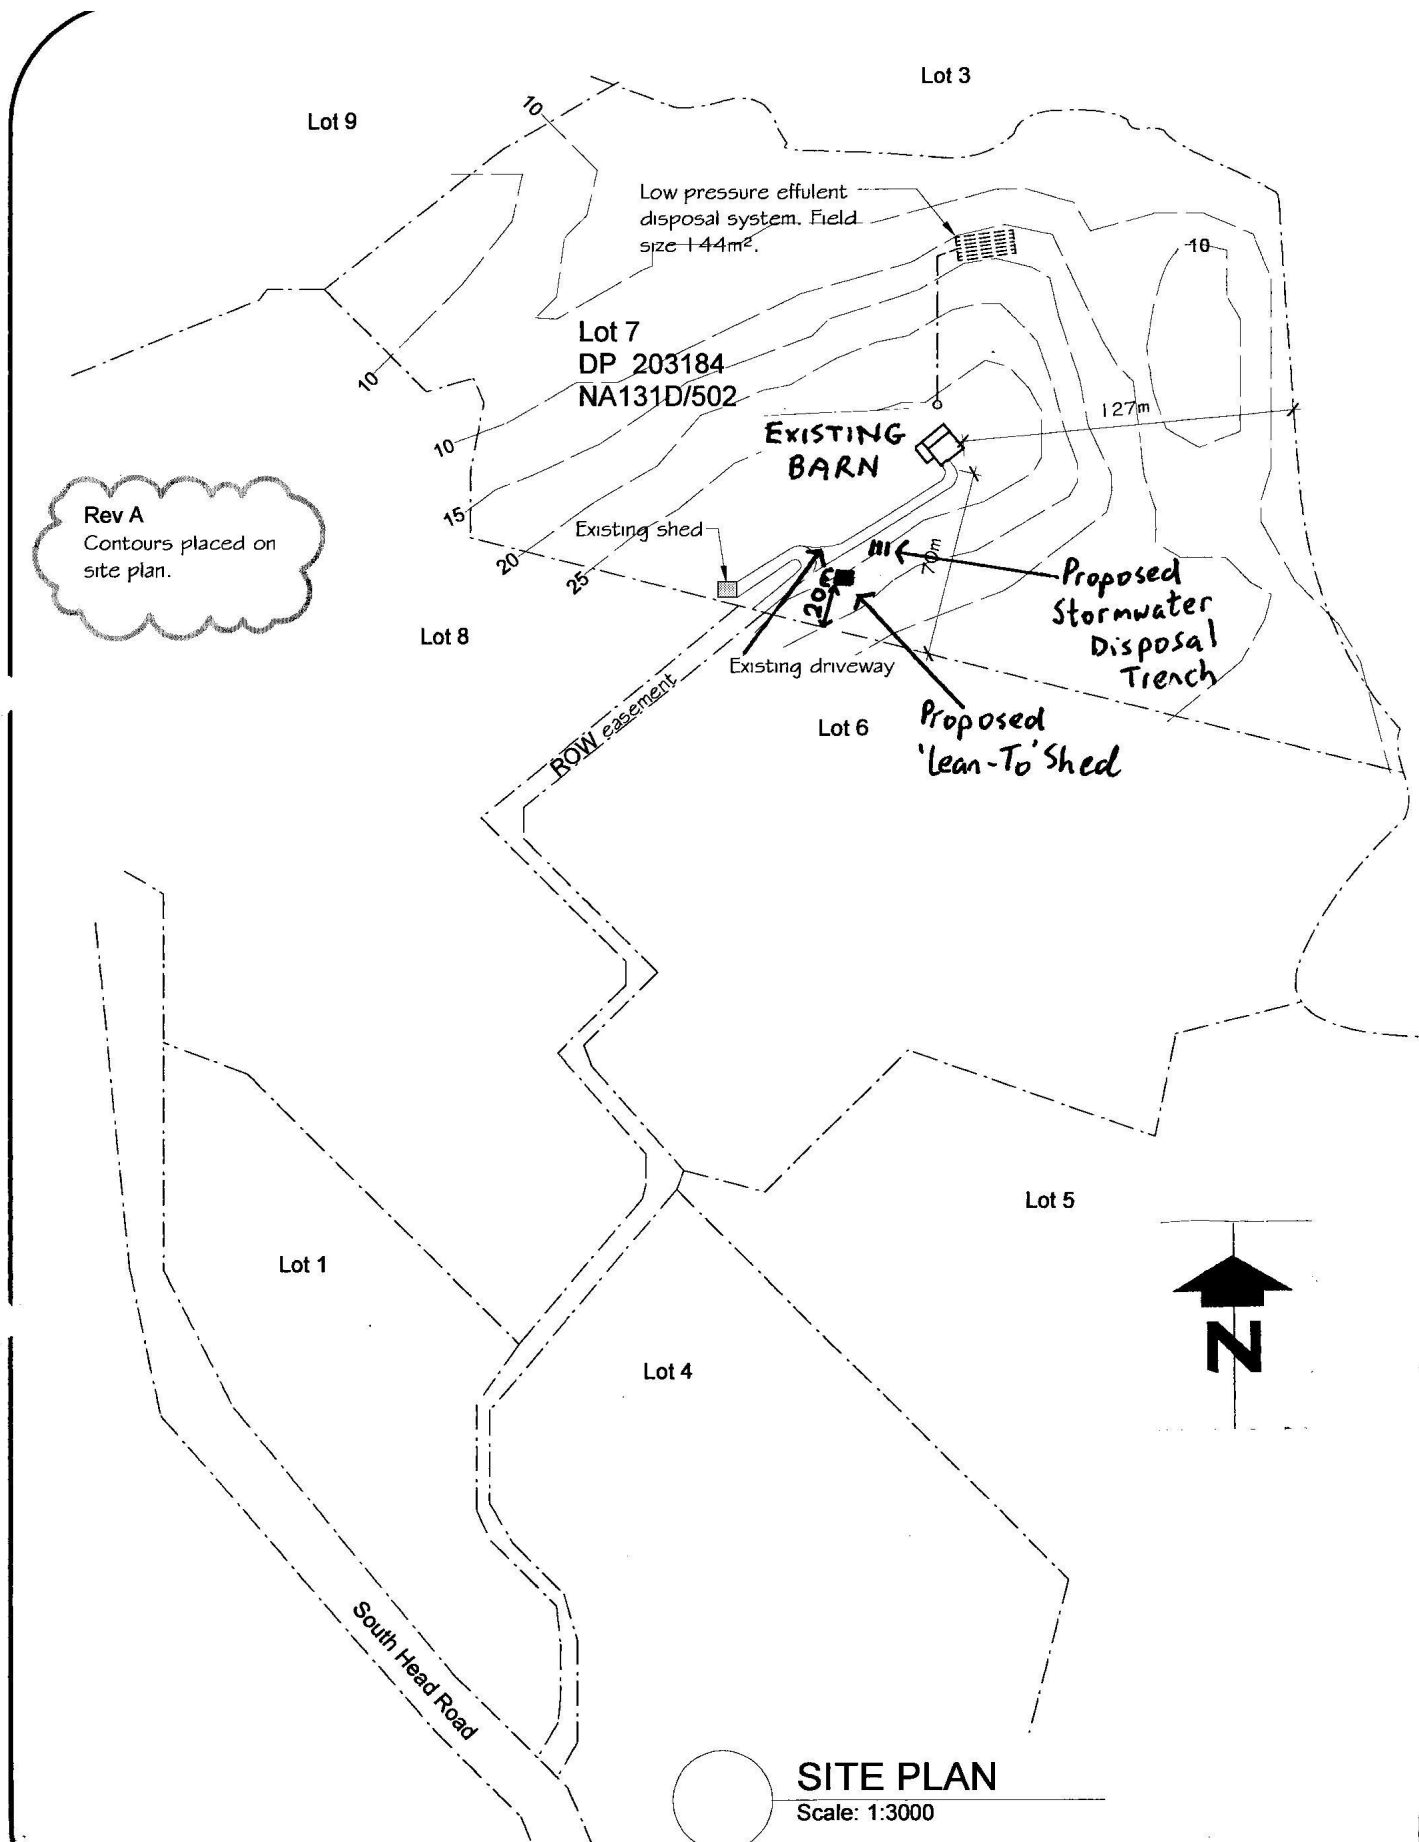 Lot 3
Lot 9
10
Low pressure effulent
disposal system. Field
size 144m².
10
Lot 7
DP 203184
NA131D/502
10
127m
EXISTING
BARN
10
Rev A
Contours placed on
site plan.
15
Existing shed
20
25
70m
20m
Proposed
Stormwater
Disposal
Trench
Lot 8
Existing driveway
ROW easement
Lot 6
Proposed
'Lean-To' Shed
Lot 5
Lot 1
N
Lot 4
South Head Road
SITE PLAN
Scale: 1:3000